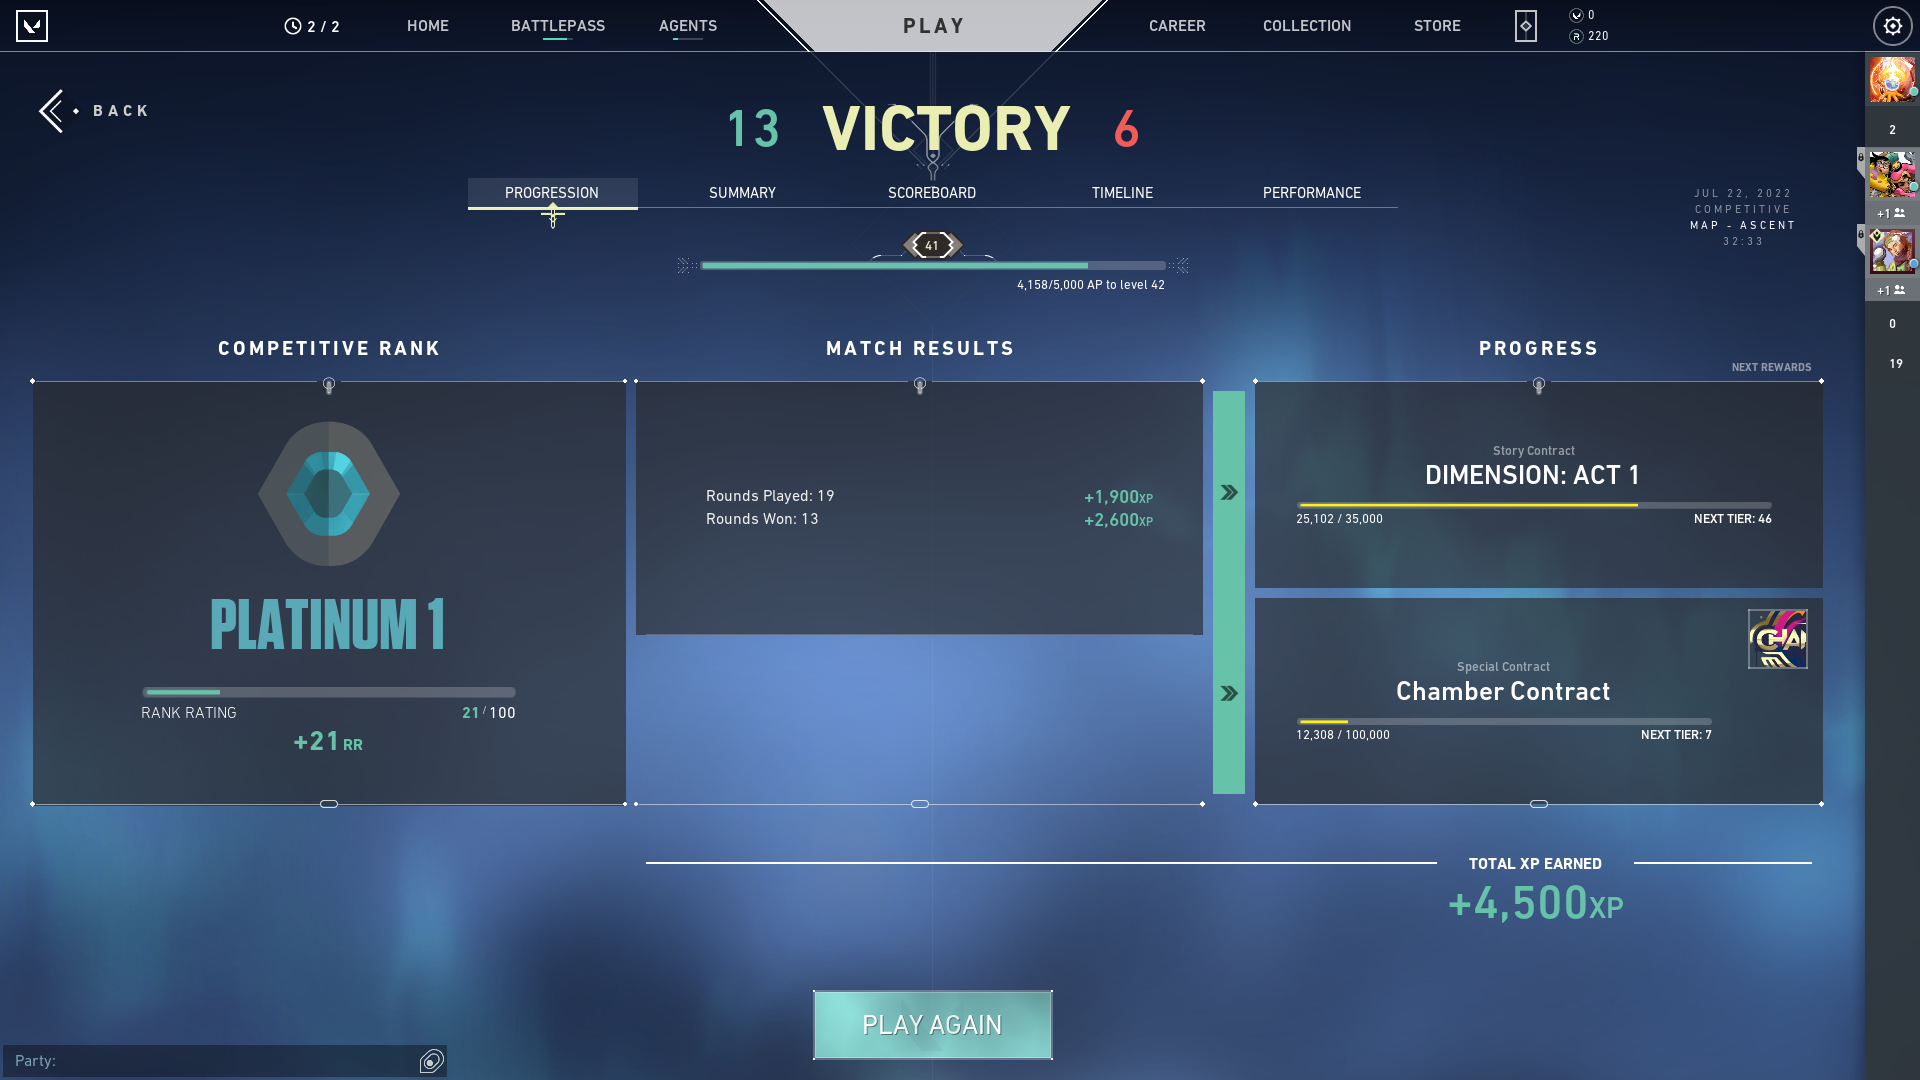 2 / 2
HOME
BATTLEPASS
AGENTS
PLAY
CAREER
COLLECTION
STORE
0
220
BACK
13 VICTORY 6
PROGRESSION
SUMMARY
SCOREBOARD
TIMELINE
PERFORMANCE
JUL 22, 2022
COMPETITIVE
MAP - ASCENT
32:33
41
4,158/5,000 AP to level 42
2
+1
+1
0
19
COMPETITIVE RANK
PLATINUM 1
RANK RATING
21 / 100
+21 RR
MATCH RESULTS
Rounds Played: 19 +1,900XP
Rounds Won: 13 +2,600XP
PROGRESS
NEXT REWARDS
Story Contract
DIMENSION: ACT 1
25,102 / 35,000 NEXT TIER: 46
CHA
Special Contract
Chamber Contract
12,308 / 100,000 NEXT TIER: 7
TOTAL XP EARNED
+4,500XP
PLAY AGAIN
Party: